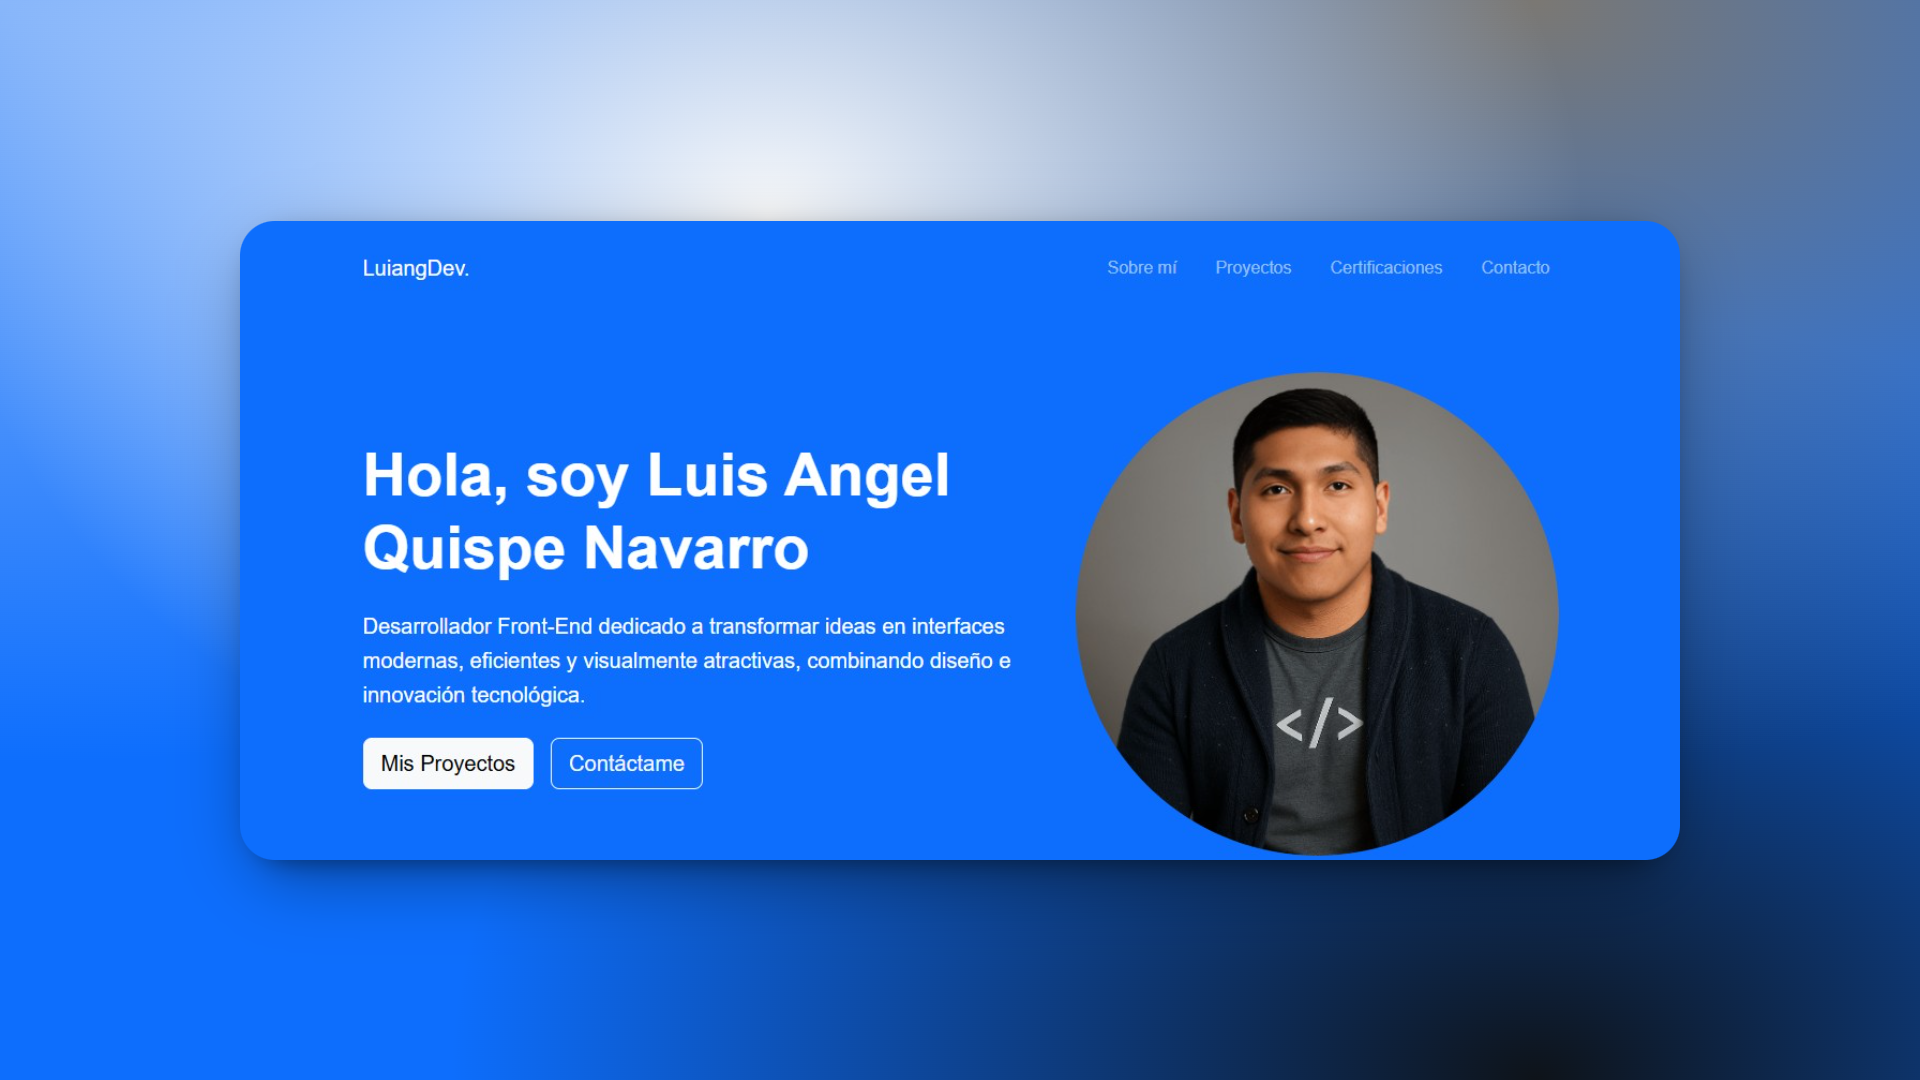 LuiangDev.
Sobre mí
Proyectos
Certificaciones
Contacto
Hola, soy Luis Angel
Quispe Navarro
Desarrollador Front-End dedicado a transformar ideas en interfaces
modernas, eficientes y visualmente atractivas, combinando diseño e
innovación tecnológica.
Mis Proyectos
Contáctame
</>